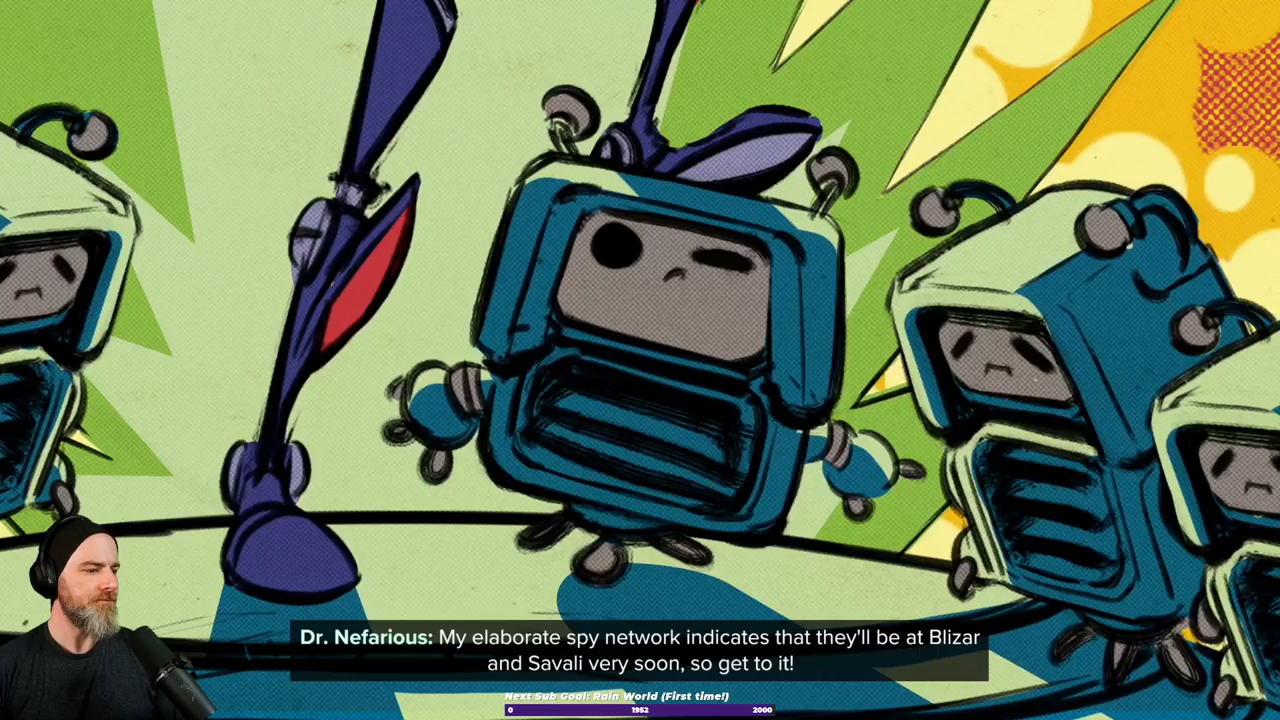 Dr. Nefarious: My elaborate spy network indicates that they'll be at Blizar
and Savali very soon, so get to it!
Next Sub Goal: Rain World (First time!)
0 1952 2000